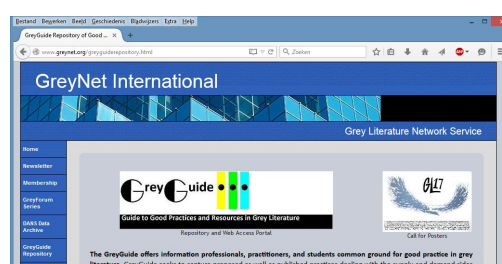 Bestand Bewerken Beeld Geschiedenis Bladwijzers Extra Help
GreyGuide Repository of Good ...
www.greynet.org/greyguiderepository.html
Zoeken
GreyNet International
Grey Literature Network Service
Home
Newsletter
Membership
GreyForum
Series
DANS Data
Archive
GreyGuide
Repository
Grey Guide
Guide to Good Practices and Resources in Grey Literature
Repository and Web Access Portal
GL17
Call for Posters
The GreyGuide offers information professionals, practitioners, and students common ground for good practice in grey